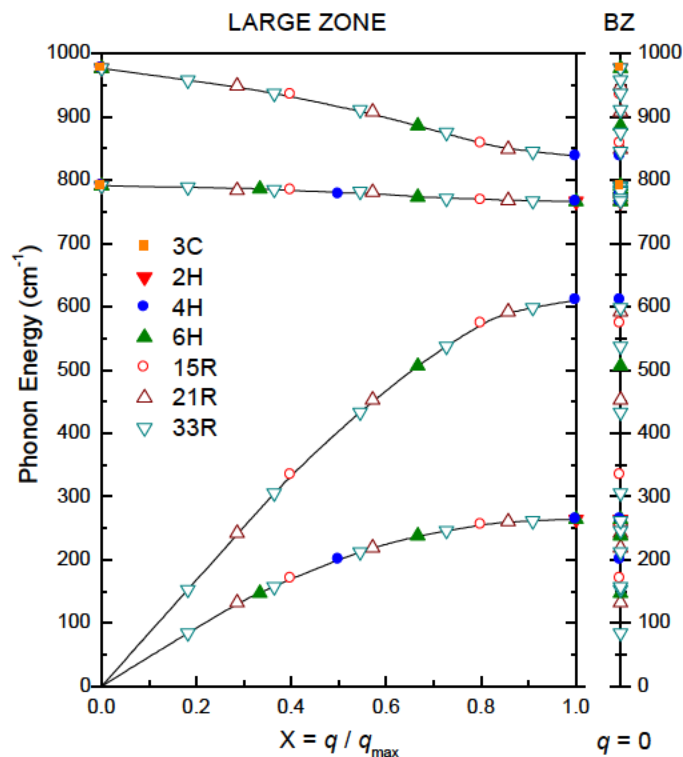 LARGE ZONE
BZ
1000
900
800
700
600
500
400
300
200
100
0
Phonon Energy (cm⁻¹)
3C
2H
4H
6H
15R
21R
33R
0.0 0.2 0.4 0.6 0.8 1.0
X = q / qmax
1000
900
800
700
600
500
400
300
200
100
0
q = 0